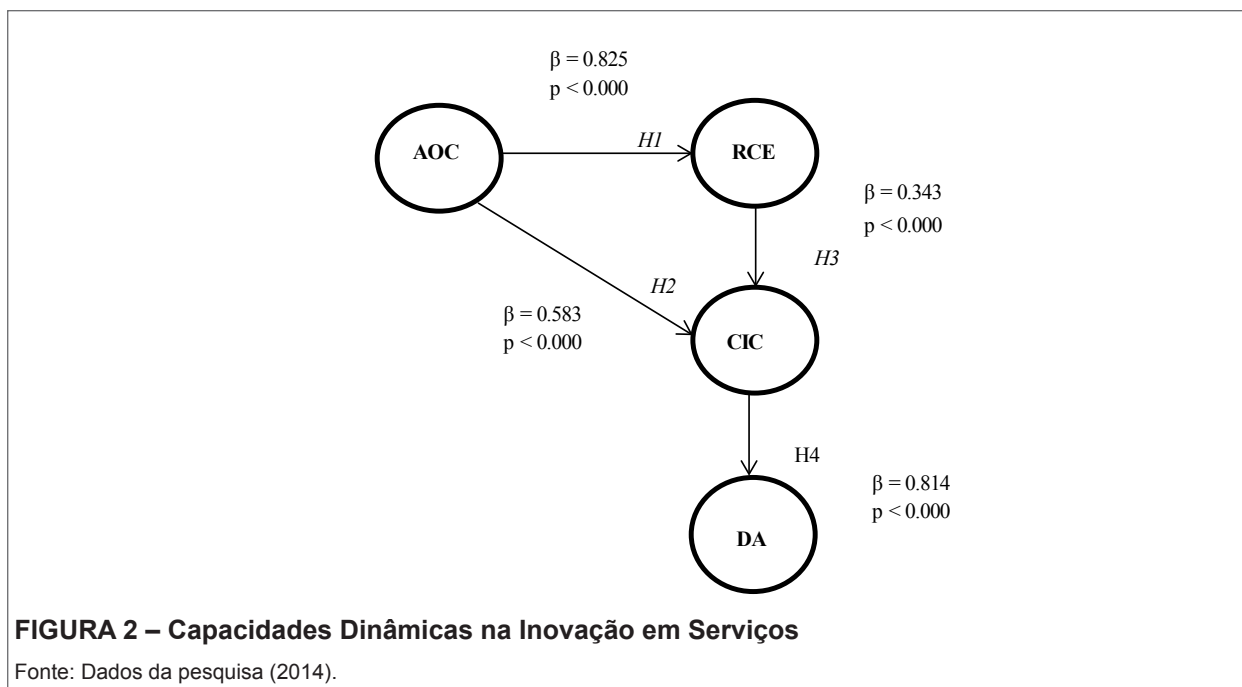 β = 0.825
p < 0.000
AOC
H1
RCE
β = 0.343
p < 0.000
H3
H2
β = 0.583
p < 0.000
CIC
H4
β = 0.814
p < 0.000
DA
FIGURA 2 – Capacidades Dinâmicas na Inovação em Serviços
Fonte: Dados da pesquisa (2014).